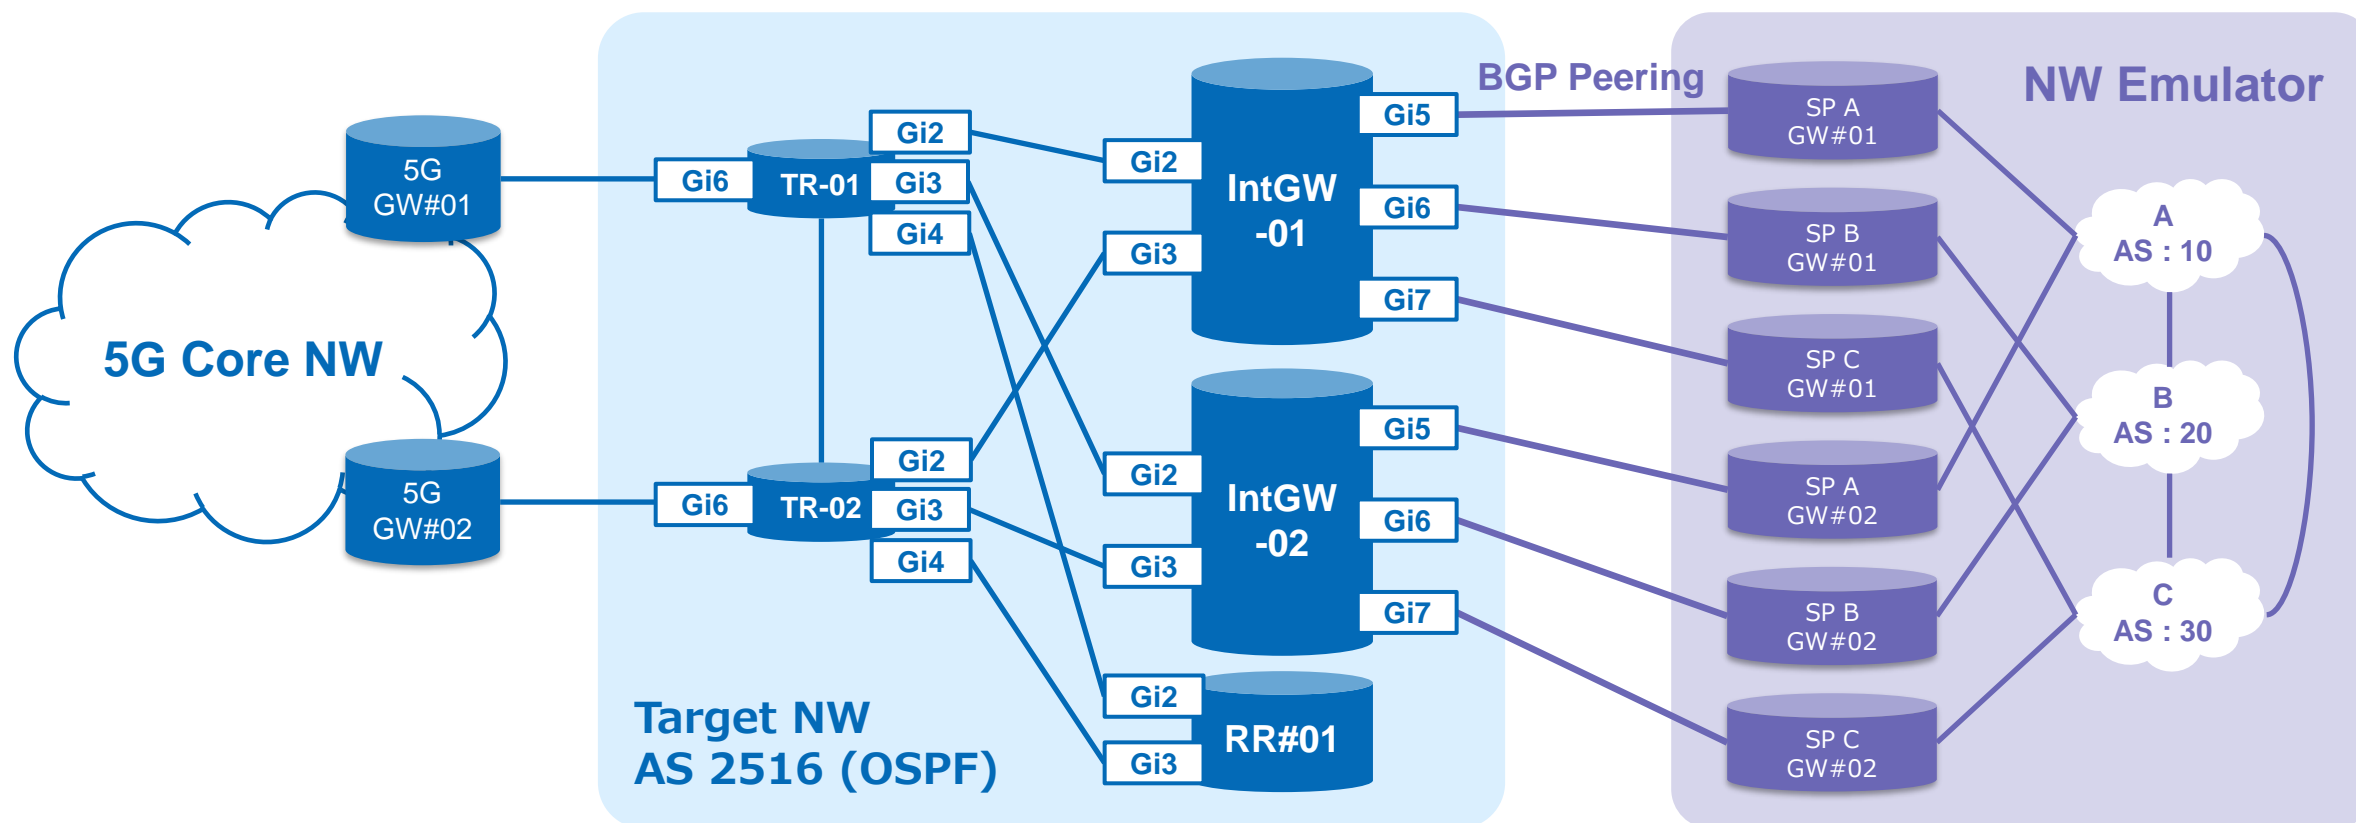 5G Core NW
5G
GW#01
5G
GW#02
Gi6
TR-01
Gi2
Gi3
Gi4
Gi6
TR-02
Gi2
Gi3
Gi4
Target NW
AS 2516 (OSPF)
Gi2
Gi3
IntGW
-01
Gi5
Gi6
Gi7
Gi2
Gi3
IntGW
-02
Gi5
Gi6
Gi7
Gi2
Gi3
RR#01
BGP Peering
NW Emulator
SP A
GW#01
SP B
GW#01
SP C
GW#01
SP A
GW#02
SP B
GW#02
SP C
GW#02
A
AS : 10
B
AS : 20
C
AS : 30